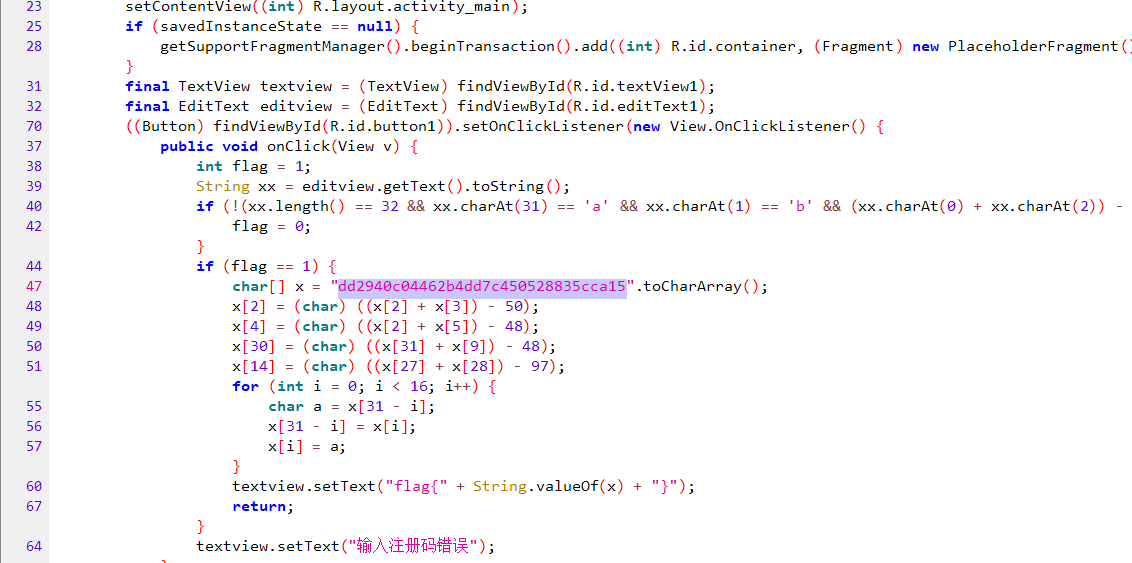 23 setContentView((int) R.layout.activity_main);
25 if (savedInstanceState == null) {
28 getSupportFragmentManager().beginTransaction().add((int) R.id.container, (Fragment) new PlaceholderFragment()
}
31 final TextView textview = (TextView) findViewById(R.id.textView1);
32 final EditText editview = (EditText) findViewById(R.id.editText1);
70 ((Button) findViewById(R.id.button1)).setOnClickListener(new View.OnClickListener() {
37 public void onClick(View v) {
38 int flag = 1;
39 String xx = editview.getText().toString();
40 if (!(xx.length() == 32 && xx.charAt(31) == 'a' && xx.charAt(1) == 'b' && (xx.charAt(0) + xx.charAt(2)) -
42 flag = 0;
}
44 if (flag == 1) {
47 char[] x = "dd2940c04462b4dd7c450528835cca15".toCharArray();
48 x[2] = (char) ((x[2] + x[3]) - 50);
49 x[4] = (char) ((x[2] + x[5]) - 48);
50 x[30] = (char) ((x[31] + x[9]) - 48);
51 x[14] = (char) ((x[27] + x[28]) - 97);
for (int i = 0; i < 16; i++) {
55 char a = x[31 - i];
56 x[31 - i] = x[i];
57 x[i] = a;
}
60 textview.setText("flag{" + String.valueOf(x) + "}");
67 return;
}
64 textview.setText("输入注册码错误");
}